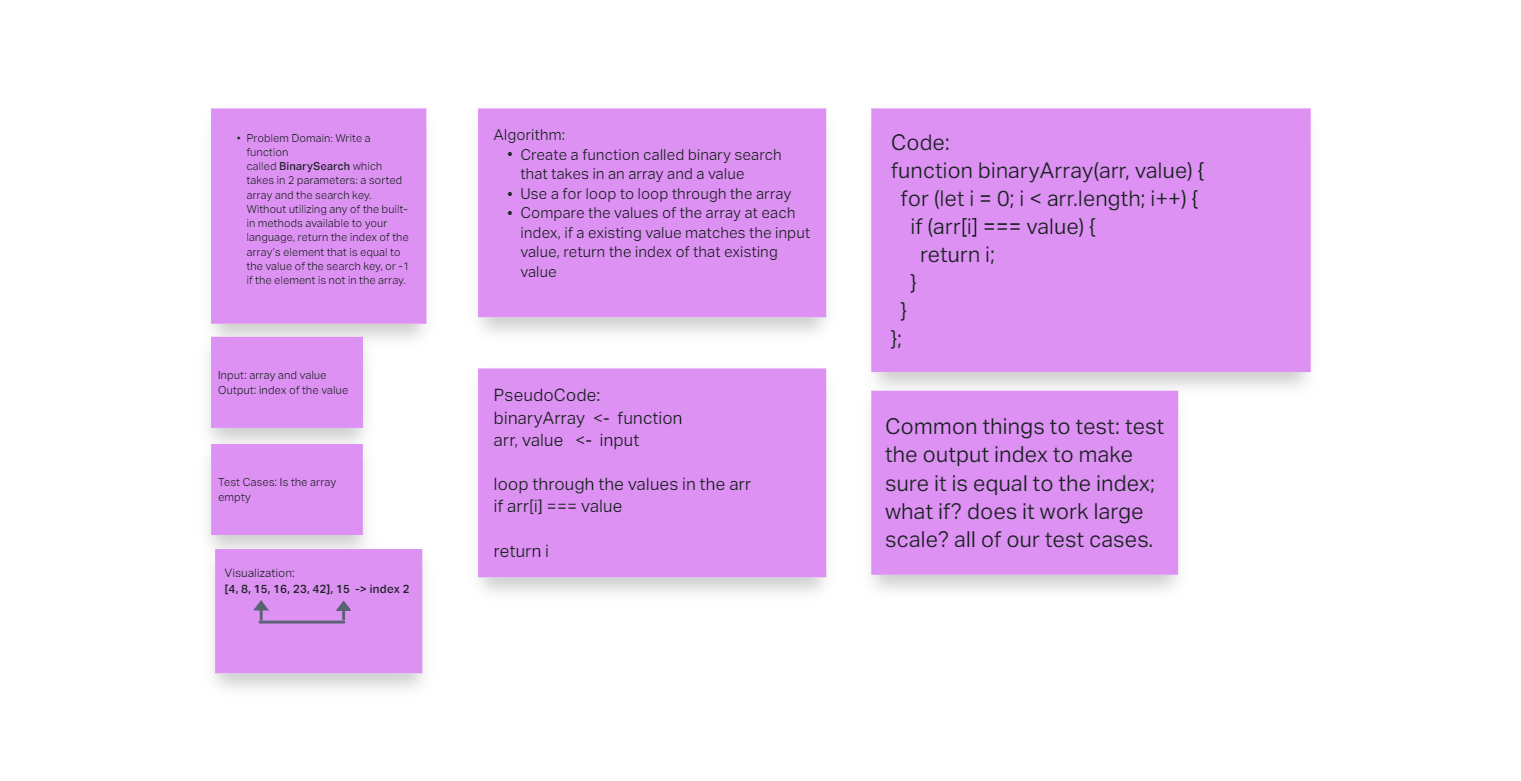 • Problem Domain: Write a
function
called BinarySearch which
takes in 2 parameters: a sorted
array and the search key.
Without utilizing any of the built-
in methods available to your
language, return the index of the
array's element that is equal to
the value of the search key, or -1
if the element is not in the array.
Input: array and value
Output: index of the value
Test Cases: Is the array
empty
Visualization:
[4, 8, 15, 16, 23, 42], 15 -> index 2
Algorithm:
• Create a function called binary search
that takes in an array and a value
• Use a for loop to loop through the array
• Compare the values of the array at each
index, if a existing value matches the input
value, return the index of that existing
value
PseudoCode:
binaryArray <- function
arr, value <- input
loop through the values in the arr
if arr[i] === value
return i
Code:
function binaryArray(arr, value) {
for (let i = 0; i < arr.length; i++) {
if (arr[i] === value) {
return i;
}
}
};
Common things to test: test
the output index to make
sure it is equal to the index;
what if? does it work large
scale? all of our test cases.